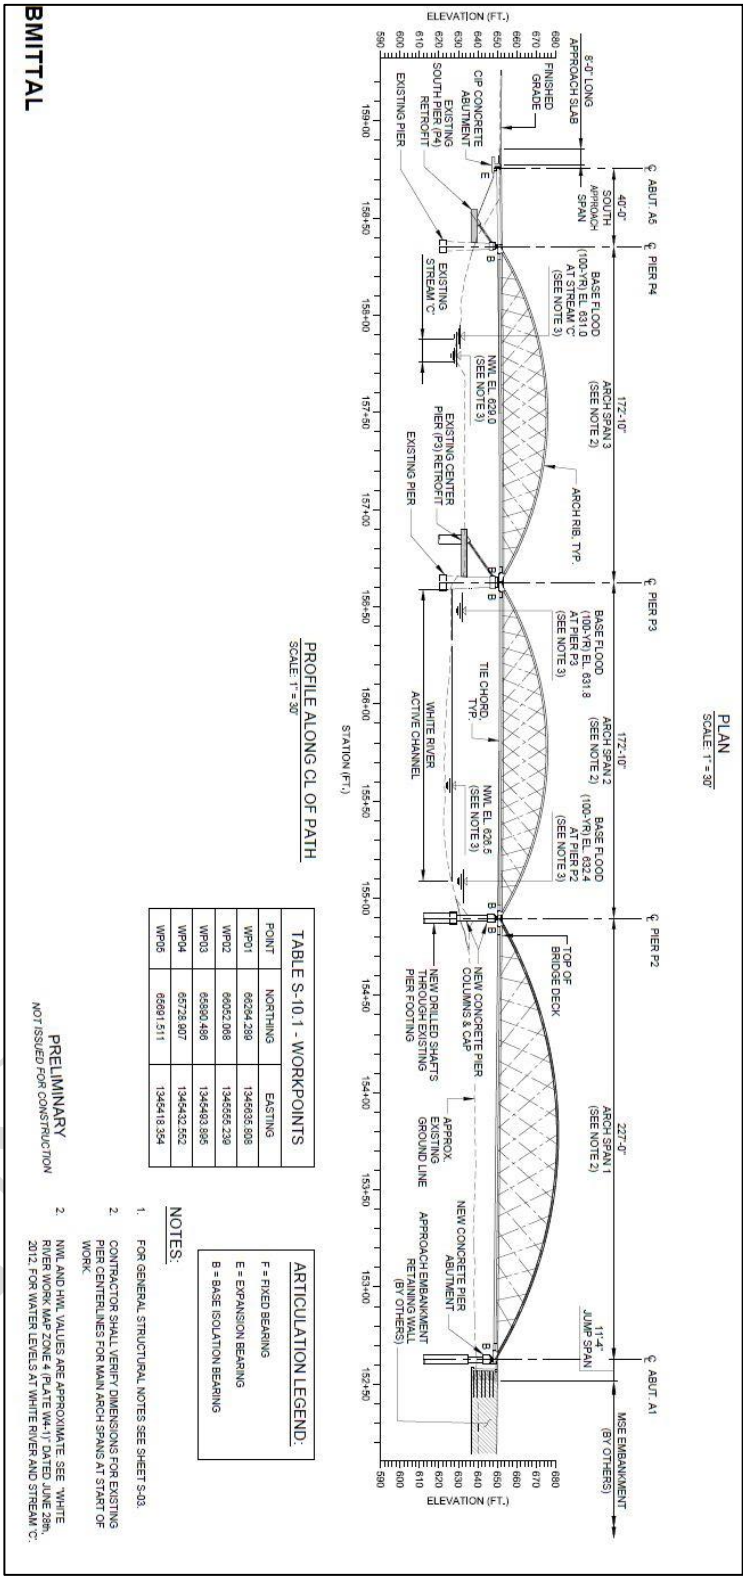 PLAN
SCALE: 1" = 30'
℄ ABUT. A5
℄ PIER P4
℄ PIER P3
℄ PIER P2
℄ ABUT. A1
40'-0"
SOUTH
APPROACH
SPAN
172'-10"
ARCH SPAN 3
(SEE NOTE 2)
172'-10"
ARCH SPAN 2
(SEE NOTE 2)
227'-0"
ARCH SPAN 1
(SEE NOTE 2)
11'-4"
JUMP SPAN
MSE EMBANKMENT
(BY OTHERS)
8'-0" LONG
APPROACH SLAB
FINISHED
GRADE
BASE FLOOD
(100-YR) EL. 631.0
AT STREAM 'C'
(SEE NOTE 3)
ARCH RIB, TYP.
BASE FLOOD
(100-YR) EL. 631.8
AT PIER P3
(SEE NOTE 3)
BASE FLOOD
(100-YR) EL. 632.4
AT PIER P2
(SEE NOTE 3)
TOP OF
BRIDGE DECK
ELEVATION (FT.)
680
670
660
650
640
630
620
610
600
590
CIP CONCRETE
ABUTMENT
EXISTING
SOUTH PIER (P4)
RETROFIT
EXISTING PIER
E
B
EXISTING
STREAM 'C'
NWL EL. 629.0
(SEE NOTE 3)
EXISTING CENTER
PIER (P3) RETROFIT
EXISTING PIER
B
B
TIE CHORD,
TYP.
WHITE RIVER
ACTIVE CHANNEL
NWL EL. 626.5
(SEE NOTE 3)
B
B
NEW CONCRETE PIER
COLUMNS & CAP
NEW DRILLED SHAFTS
THROUGH EXISTING
PIER FOOTING
APPROX.
EXISTING
GROUND LINE
NEW CONCRETE PIER
ABUTMENT
APPROACH EMBANKMENT
RETAINING WALL
(BY OTHERS)
B
680
670
660
650
640
630
620
610
600
590
ELEVATION (FT.)
159+00
158+50
158+00
157+50
157+00
156+50
156+00
155+50
155+00
154+50
154+00
153+50
153+00
152+50
STATION (FT.)
PROFILE ALONG CL OF PATH
SCALE: 1" = 30'
TABLE S-10.1 - WORKPOINTS
POINT NORTHING EASTING
WP01 66264.289 1345635.808
WP02 66052.068 1345555.239
WP03 65890.486 1345493.895
WP04 65728.907 1345432.552
WP05 65691.511 1345418.354
ARTICULATION LEGEND:
F = FIXED BEARING
E = EXPANSION BEARING
B = BASE ISOLATION BEARING
NOTES:
1. FOR GENERAL STRUCTURAL NOTES SEE SHEET S-03.
2. CONTRACTOR SHALL VERIFY DIMENSIONS FOR EXISTING
PIER CENTERLINES FOR MAIN ARCH SPANS AT START OF
WORK.
2. NWL AND HWL VALUES ARE APPROXIMATE. SEE "WHITE
RIVER WORK MAP ZONE 4 (PLATE W4-1)" DATED JUNE 28th,
2012, FOR WATER LEVELS AT WHITE RIVER AND STREAM 'C'.
PRELIMINARY
NOT ISSUED FOR CONSTRUCTION
BMITTAL